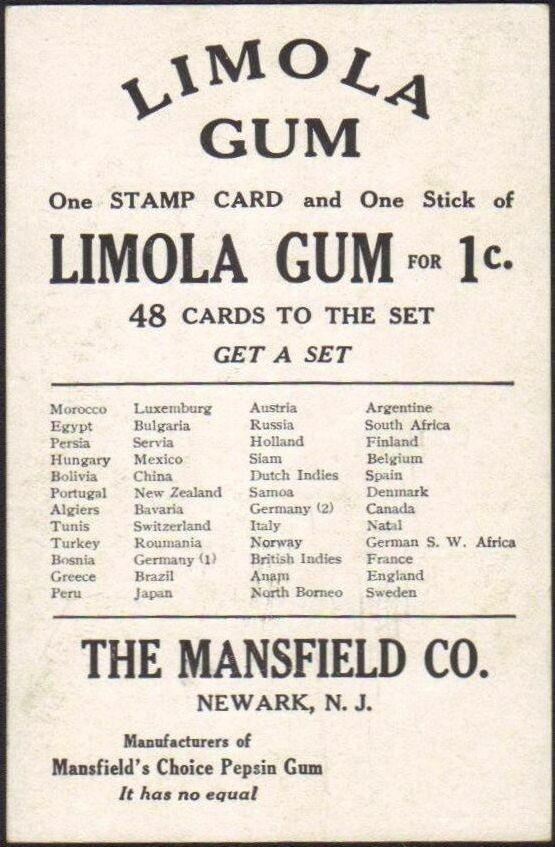 LIMOLA
GUM
One STAMP CARD and One Stick of
LIMOLA GUM FOR 1c.
48 CARDS TO THE SET
GET A SET
Morocco Luxemburg Austria Argentine
Egypt Bulgaria Russia South Africa
Persia Servia Holland Finland
Hungary Mexico Siam Belgium
Bolivia China Dutch Indies Spain
Portugal New Zealand Samoa Denmark
Algiers Bavaria Germany (2) Canada
Tunis Switzerland Italy Natal
Turkey Roumania Norway German S. W. Africa
Bosnia Germany (1) British Indies France
Greece Brazil Anam England
Peru Japan North Borneo Sweden
THE MANSFIELD CO.
NEWARK, N. J.
Manufacturers of
Mansfield's Choice Pepsin Gum
It has no equal